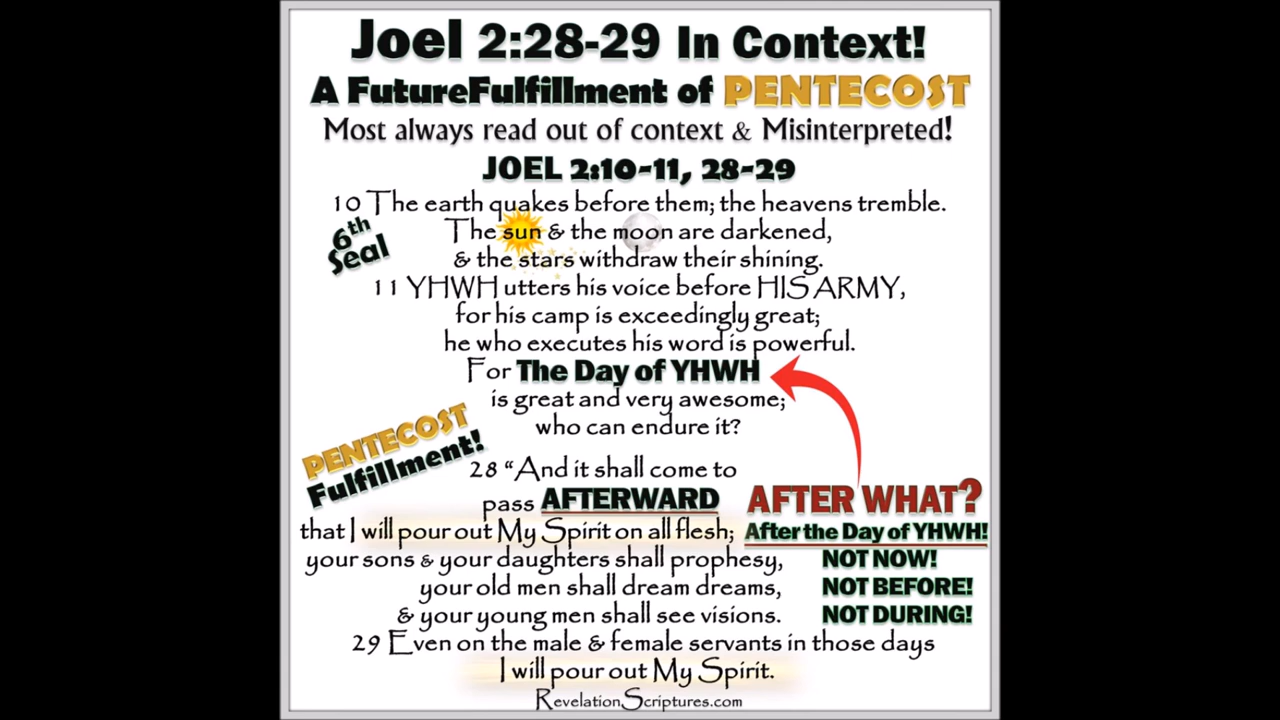 Joel 2:28-29 In Context!
A FutureFulfillment of PENTECOST
Most always read out of context & Misinterpreted!
JOEL 2:10-11, 28-29
10 The earth quakes before them; the heavens tremble.
6th
Seal
The sun & the moon are darkened,
& the stars withdraw their shining.
11 YHWH utters his voice before HIS ARMY,
for his camp is exceedingly great;
he who executes his word is powerful.
For The Day of YHWH
is great and very awesome;
who can endure it?
PENTECOST
Fulfillment!
28 “And it shall come to
pass AFTERWARD
AFTER WHAT?
that I will pour out My Spirit on all flesh;
After the Day of YHWH!
your sons & your daughters shall prophesy,
NOT NOW!
your old men shall dream dreams,
NOT BEFORE!
& your young men shall see visions.
NOT DURING!
29 Even on the male & female servants in those days
I will pour out My Spirit.
RevelationScriptures.com